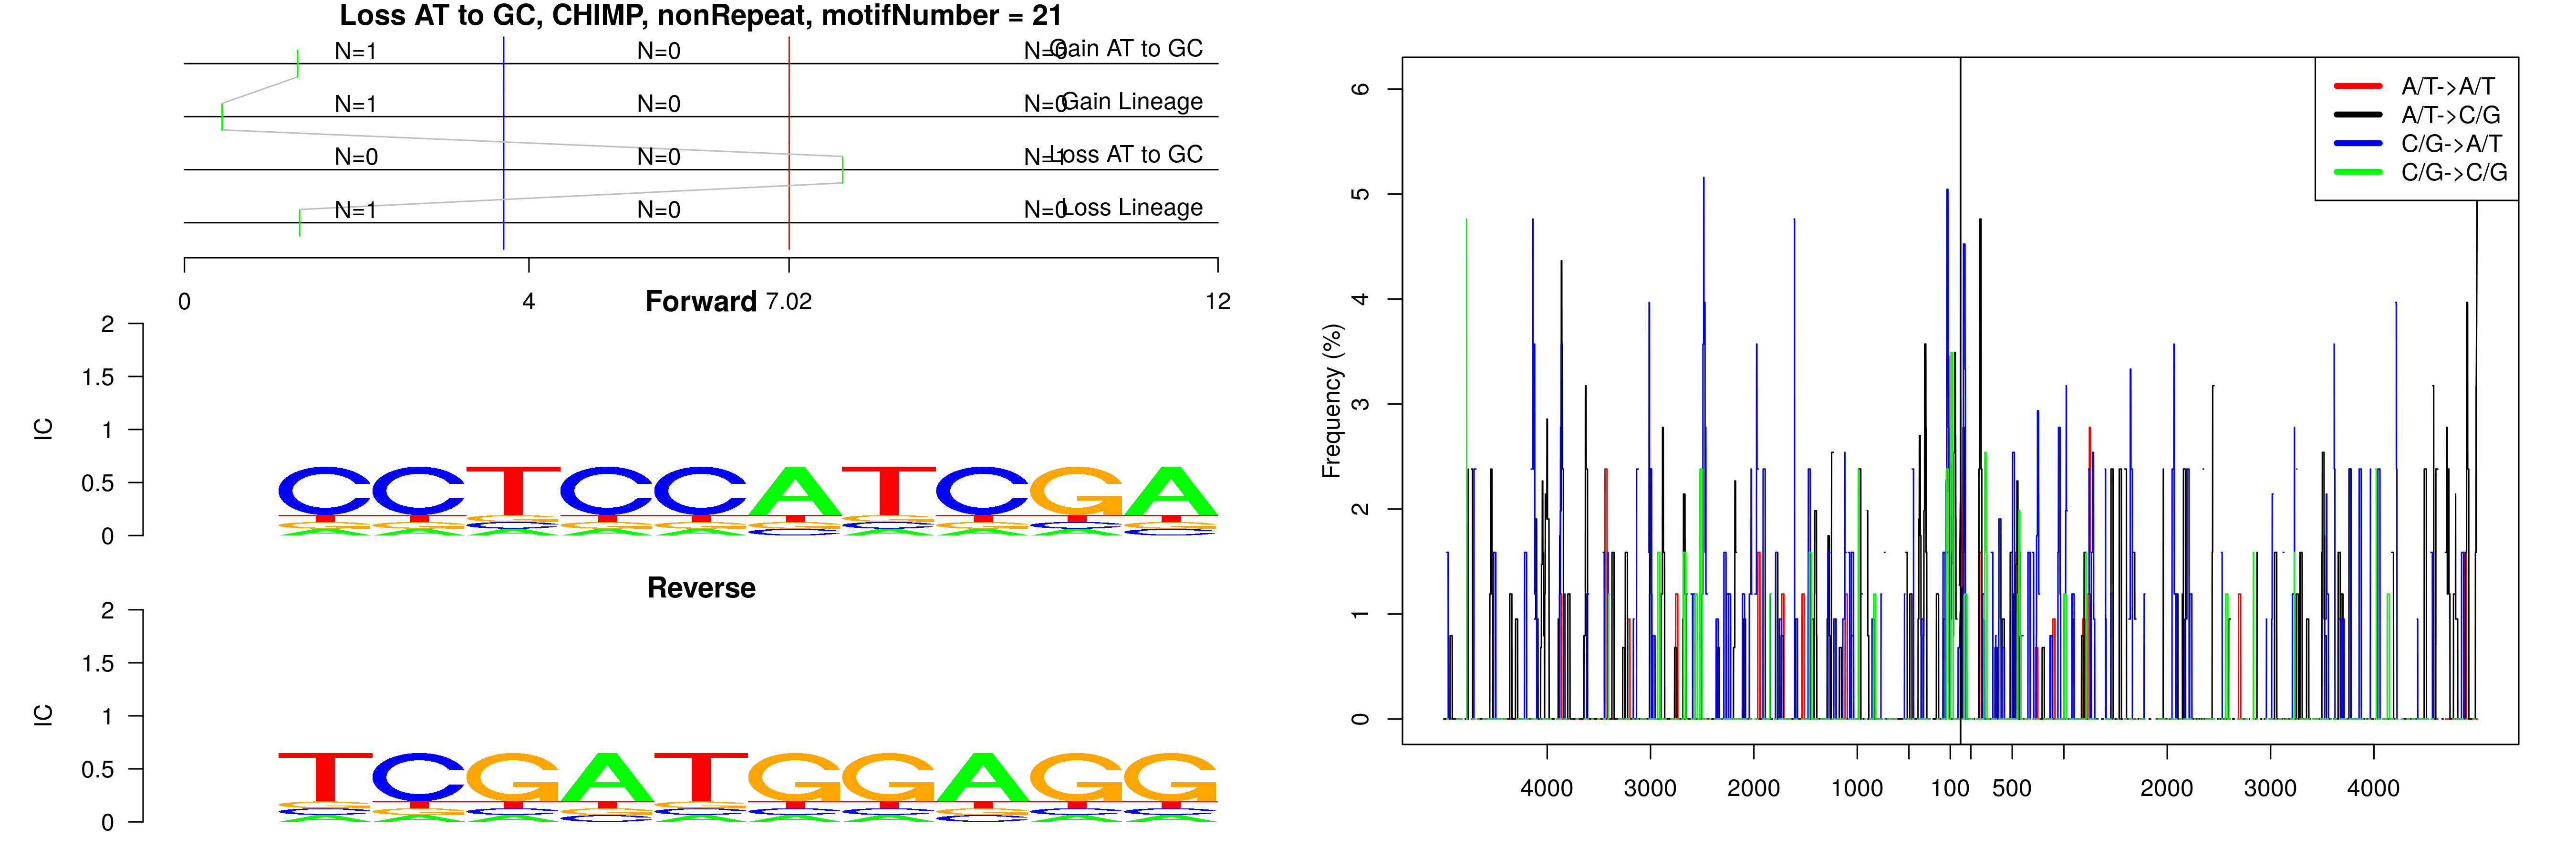 Loss AT to GC, CHIMP, nonRepeat, motifNumber = 21
N=1 N=0 N=0 Gain AT to GC
N=1 N=0 N=0 Gain Lineage
N=0 N=0 N=1 Loss AT to GC
N=1 N=0 N=0 Loss Lineage
0 4 7.02 12
Forward
2
1.5
1
0.5
0
IC
CCTCCATCGA
Reverse
2
1.5
1
0.5
0
IC
TCGATGGAGG
Frequency (%)
6
5
4
3
2
1
0
4000 3000 2000 1000 100 500 2000 3000 4000
A/T->A/T
A/T->C/G
C/G->A/T
C/G->C/G